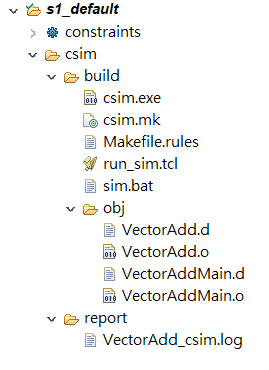 s1_default
constraints
csim
build
csim.exe
csim.mk
Makefile.rules
run_sim.tcl
sim.bat
obj
VectorAdd.d
VectorAdd.o
VectorAddMain.d
VectorAddMain.o
report
VectorAdd_csim.log